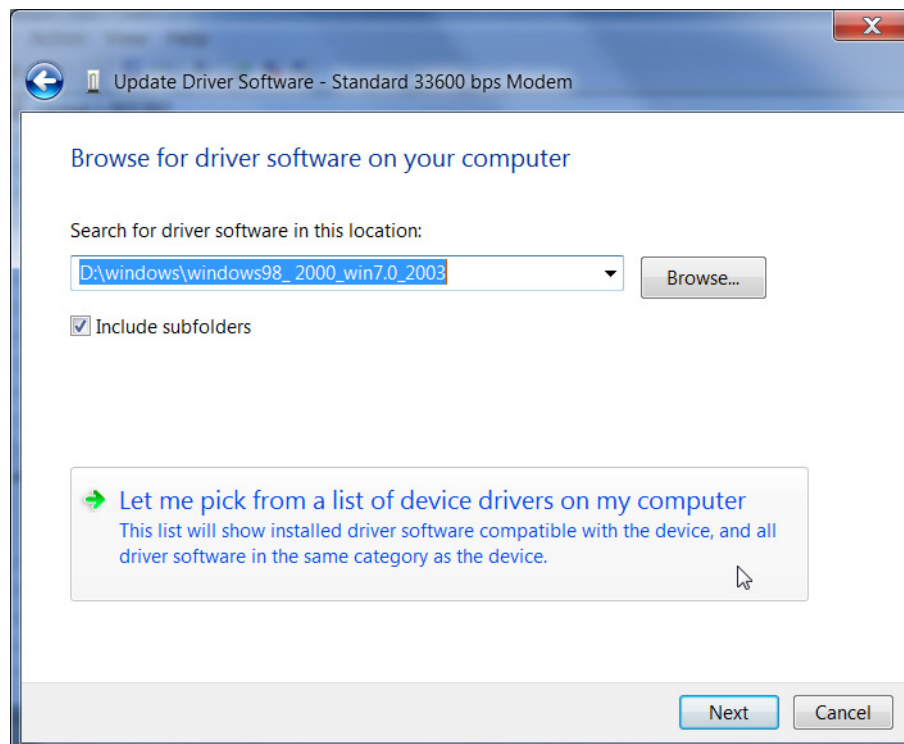 Action View Help
Update Driver Software - Standard 33600 bps Modem
Browse for driver software on your computer
Search for driver software in this location:
D:\windows\windows98_ 2000_win7.0_2003
Browse...
Include subfolders
Let me pick from a list of device drivers on my computer
This list will show installed driver software compatible with the device, and all
driver software in the same category as the device.
Next
Cancel